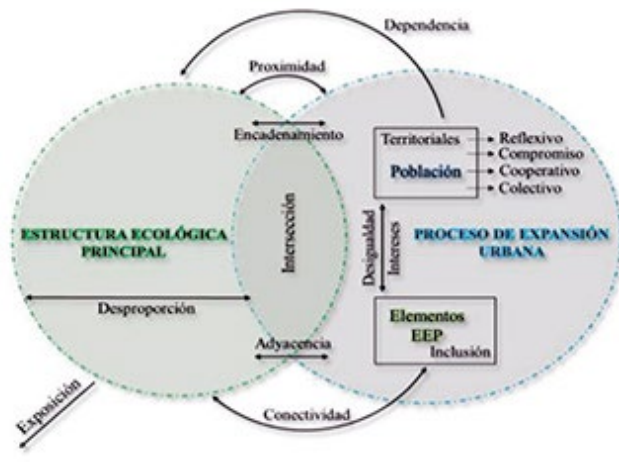 Dependencia
Proximidad
Encadenamiento
Territoriales
Población
Reflexivo
Compromiso
Cooperativo
Colectivo
ESTRUCTURA ECOLÓGICA
PRINCIPAL
Intersección
Desigualdad
Intereses
PROCESO DE EXPANSIÓN
URBANA
Desproporción
Elementos
EEP
Inclusión
Adyacencia
Exposición
Conectividad